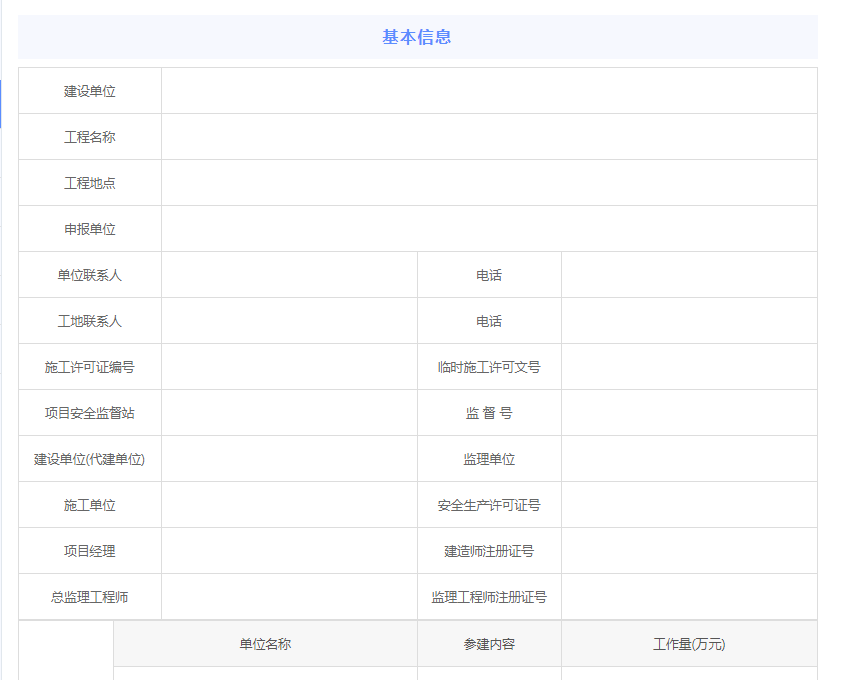 基本信息
建设单位
工程名称
工程地点
申报单位
单位联系人 电话
工地联系人 电话
施工许可证编号 临时施工许可文号
项目安全监督站 监 督 号
建设单位(代建单位) 监理单位
施工单位 安全生产许可证号
项目经理 建造师注册证号
总监理工程师 监理工程师注册证号
单位名称 参建内容 工作量(万元)